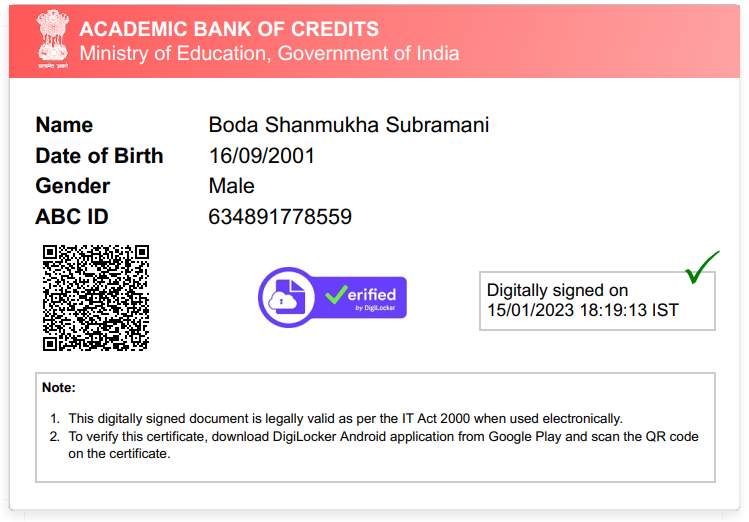 ACADEMIC BANK OF CREDITS
Ministry of Education, Government of India
सत्यमेव जयते
Name Boda Shanmukha Subramani
Date of Birth 16/09/2001
Gender Male
ABC ID 634891778559
erified
by DigiLocker
Digitally signed on
15/01/2023 18:19:13 IST
Note:
1. This digitally signed document is legally valid as per the IT Act 2000 when used electronically.
2. To verify this certificate, download DigiLocker Android application from Google Play and scan the QR code
on the certificate.